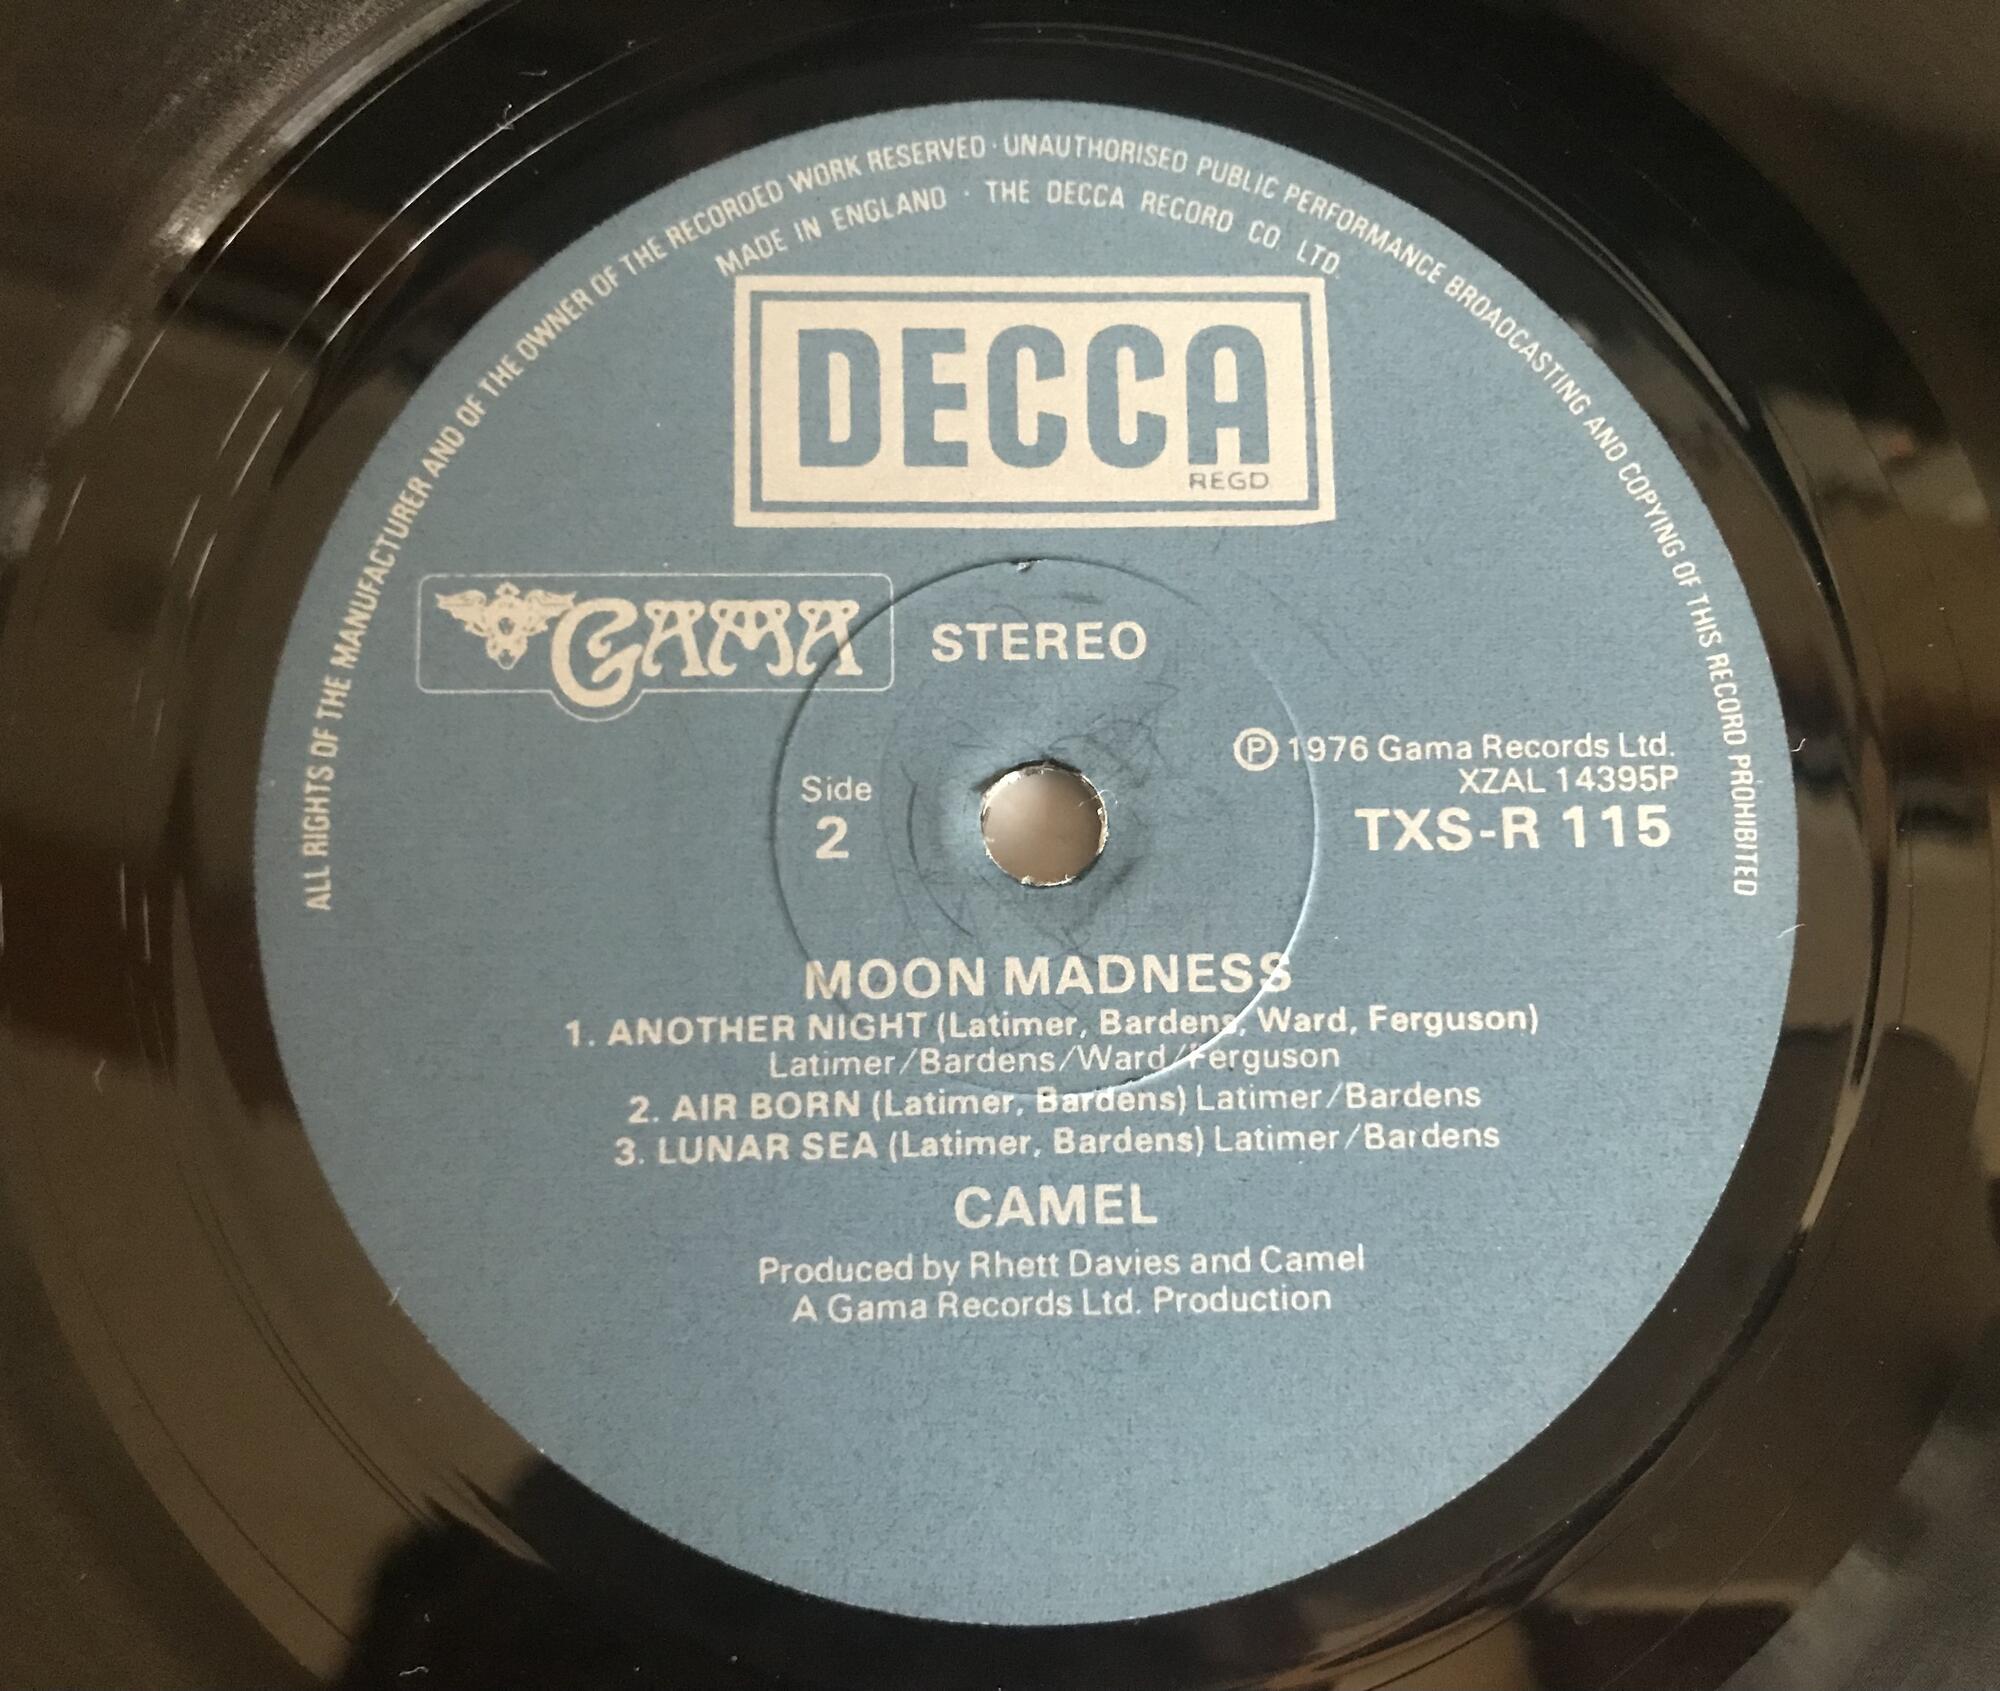 ALL RIGHTS OF THE MANUFACTURER AND OF THE OWNER OF THE RECORDED WORK RESERVED · UNAUTHORISED PUBLIC PERFORMANCE BROADCASTING AND COPYING OF THIS RECORD PROHIBITED
MADE IN ENGLAND · THE DECCA RECORD CO LTD.
DECCA
REGD
GAMA
STEREO
Ⓟ 1976 Gama Records Ltd.
XZAL 14395P
TXS-R 115
Side
2
MOON MADNESS
1. ANOTHER NIGHT (Latimer, Bardens, Ward, Ferguson)
Latimer/Bardens/Ward/Ferguson
2. AIR BORN (Latimer, Bardens) Latimer/Bardens
3. LUNAR SEA (Latimer, Bardens) Latimer/Bardens
CAMEL
Produced by Rhett Davies and Camel
A Gama Records Ltd. Production